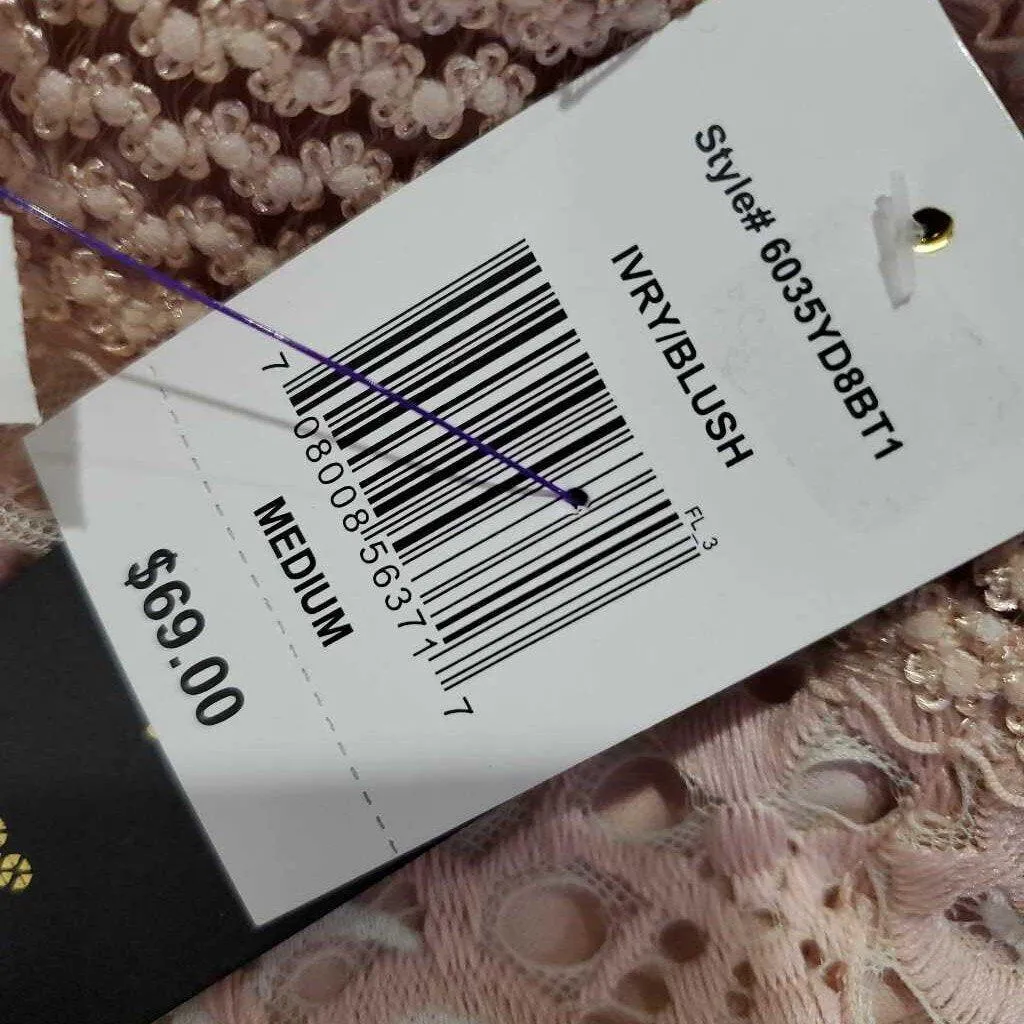 Style# 6035YD8BT1
IVRY/BLUSH
FL_3
7 08008 56371 7
MEDIUM
$69.00